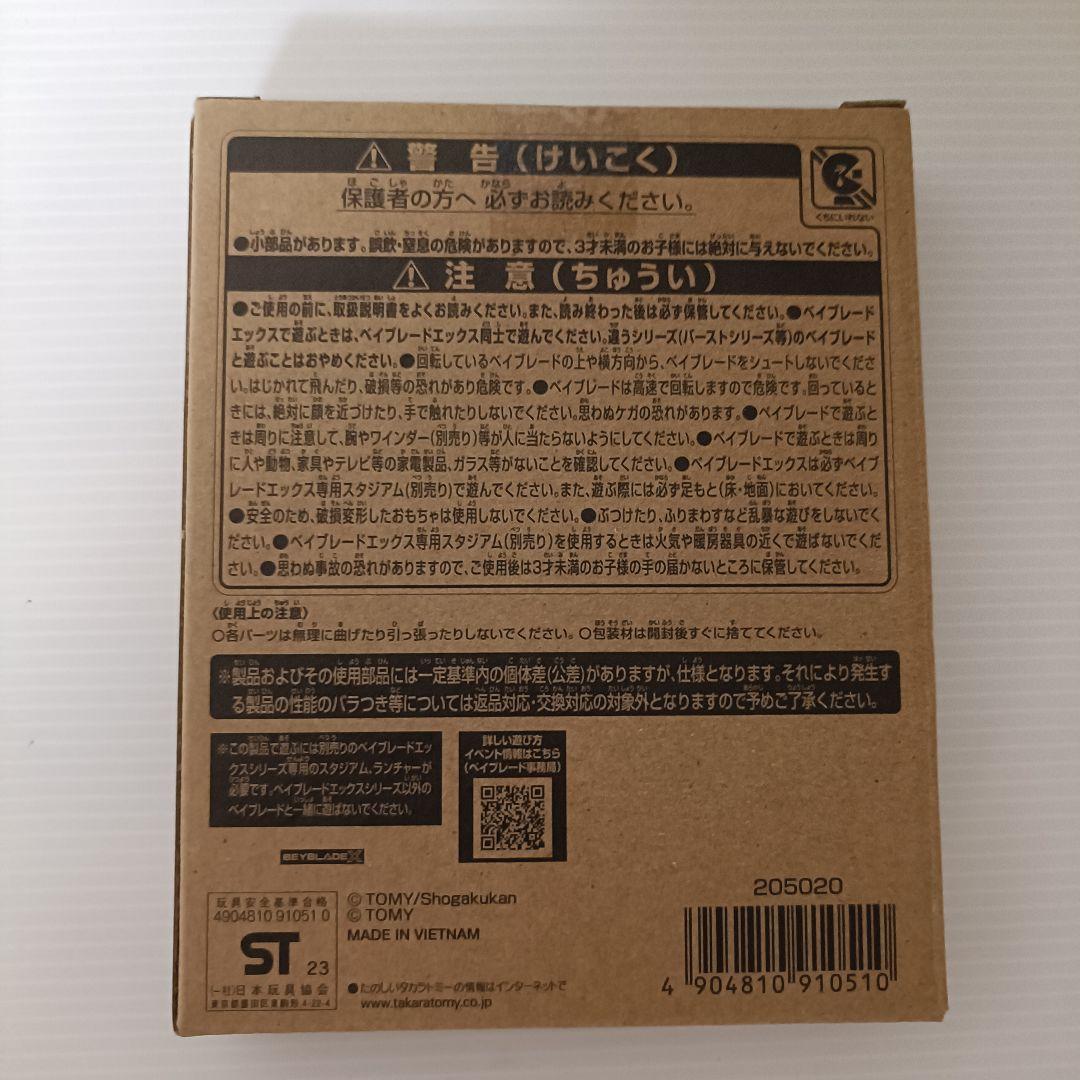 ⚠ 警 告 (けいこく)
くちにいれない
保護者の方へ 必ずお読みください。
●小部品があります。誤飲・窒息の危険がありますので、3才未満のお子様には絶対に与えないでください。
⚠ 注 意 (ちゅうい)
●ご使用の前に、取扱説明書をよくお読みください。また、読み終わった後は必ず保管してください。●ベイブレード
エックスで遊ぶときは、ベイブレードエックス同士で遊んでください。違うシリーズ(バーストシリーズ等)のベイブレード
と遊ぶことはおやめください。●回転しているベイブレードの上や横方向から、ベイブレードをシュートしないでくださ
い。はじかれて飛んだり、破損等の恐れがあり危険です。●ベイブレードは高速で回転しますので危険です。回っていると
きには、絶対に顔を近づけたり、手で触れたりしないでください。思わぬケガの恐れがあります。●ベイブレードで遊ぶと
きは周りに注意して、腕やワインダー(別売り)等が人に当たらないようにしてください。●ベイブレードで遊ぶときは周り
に人や動物、家具やテレビ等の家電製品、ガラス等がないことを確認してください。●ベイブレードエックスは必ずベイブ
レードエックス専用スタジアム(別売り)で遊んでください。また、遊ぶ際には必ず足もと(床・地面)においてください。
●安全のため、破損変形したおもちゃは使用しないでください。●ぶつけたり、ふりまわすなど乱暴な遊びをしないでくだ
さい。●ベイブレードエックス専用スタジアム(別売り)を使用するときは火気や暖房器具の近くで遊ばないでくだ
さい。●思わぬ事故の恐れがありますので、ご使用後は3才未満のお子様の手の届かないところに保管してください。
〈使用上の注意〉
○各パーツは無理に曲げたり引っ張ったりしないでください。○包装材は開封後すぐに捨ててください。
※製品およびその使用部品には一定基準内の個体差(公差)がありますが、仕様となります。それにより発生す
る製品の性能のバラつき等については返品対応・交換対応の対象外となりますので予めご了承ください。
※この製品で遊ぶには別売りのベイブレードエッ
クスシリーズ専用のスタジアム、ランチャーが
必要です。ベイブレードエックスシリーズ以外の
ベイブレードと一緒に遊ばないでください。
詳しい遊び方
イベント情報はこちら
(ベイブレード事務局)
BEYBLADE X
玩具安全基準合格
4904810 91051 0
ST 23
(一社)日本玩具協会
東京都墨田区東駒形4-22-4
©TOMY/Shogakukan
©TOMY
MADE IN VIETNAM
●たのしいタカラトミーの情報はインターネットで
www.takaratomy.co.jp
205020
4 904810 910510